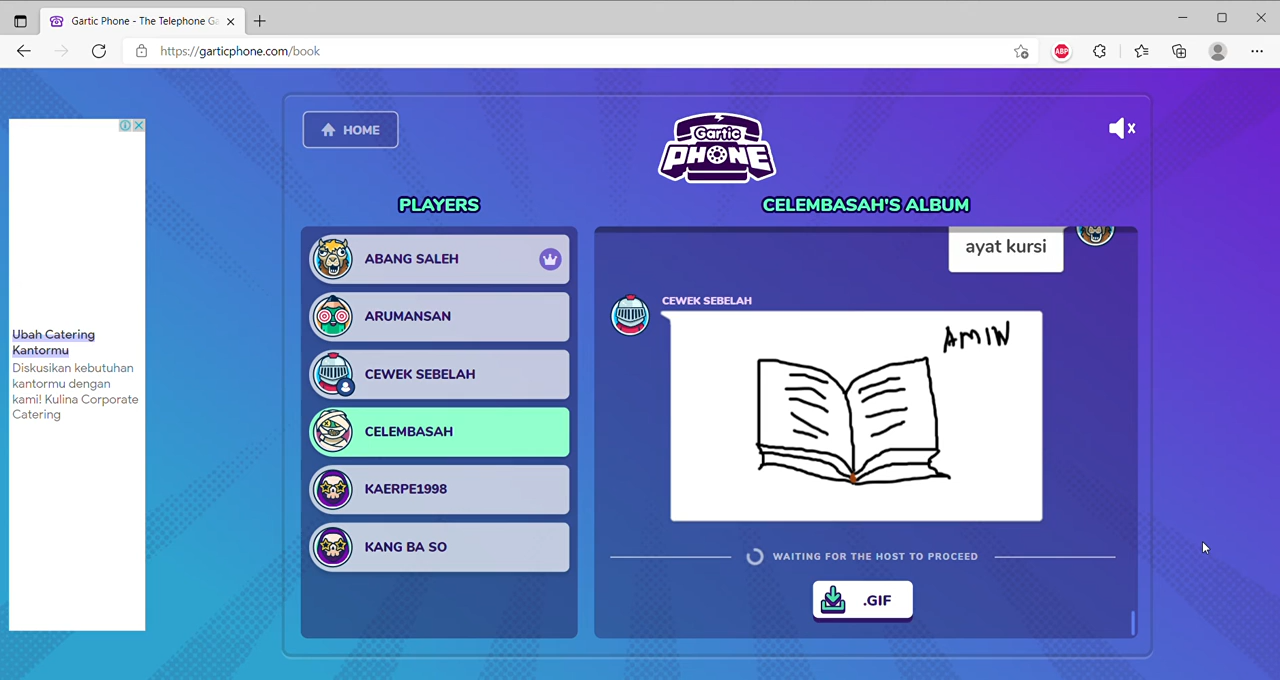 Gartic Phone - The Telephone Ga
https://garticphone.com/book
ABP
HOME
Gartic
PHONE
PLAYERS
CELEMBASAH'S ALBUM
ABANG SALEH
ARUMANSAN
CEWEK SEBELAH
CELEMBASAH
KAERPE1998
KANG BA SO
ayat kursi
CEWEK SEBELAH
AMIN
WAITING FOR THE HOST TO PROCEED
.GIF
Ubah Catering
Kantormu
Diskusikan kebutuhan
kantormu dengan
kami! Kulina Corporate
Catering